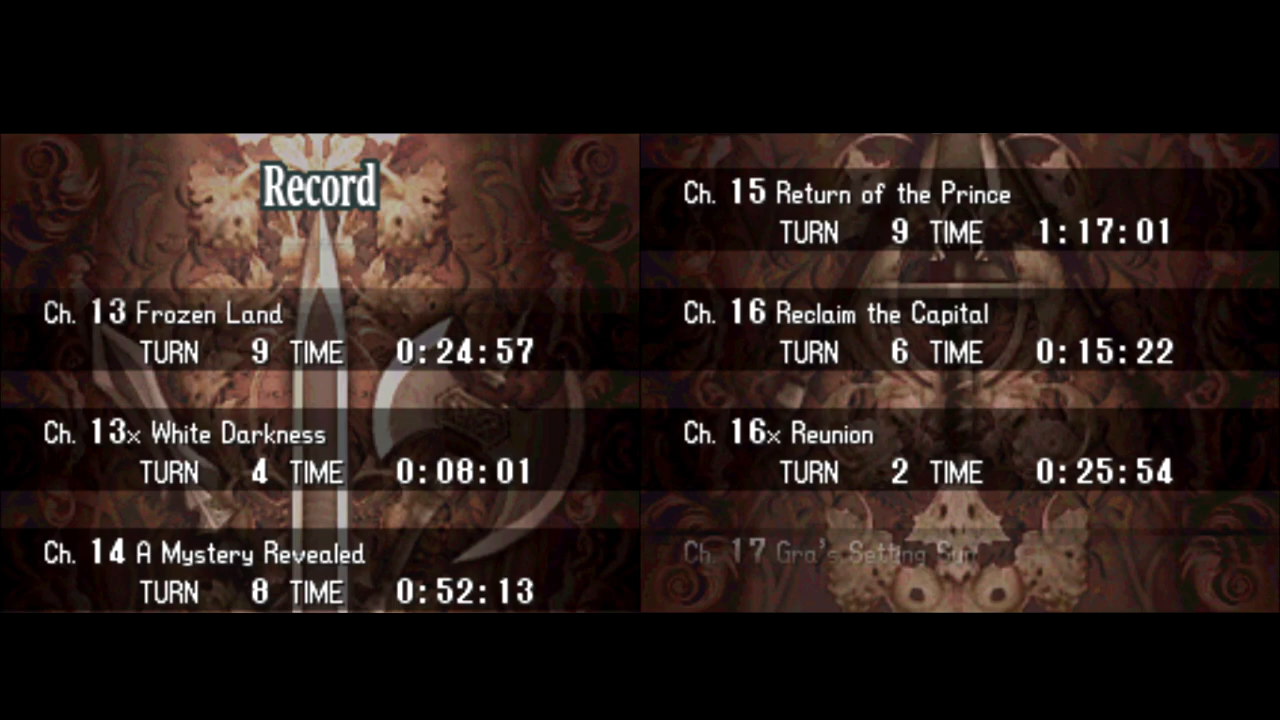 Record
Ch. 13 Frozen Land
TURN 9 TIME 0:24:57
Ch. 13x White Darkness
TURN 4 TIME 0:08:01
Ch. 14 A Mystery Revealed
TURN 8 TIME 0:52:13
Ch. 15 Return of the Prince
TURN 9 TIME 1:17:01
Ch. 16 Reclaim the Capital
TURN 6 TIME 0:15:22
Ch. 16x Reunion
TURN 2 TIME 0:25:54
Ch. 17 Gra's Setting Sun